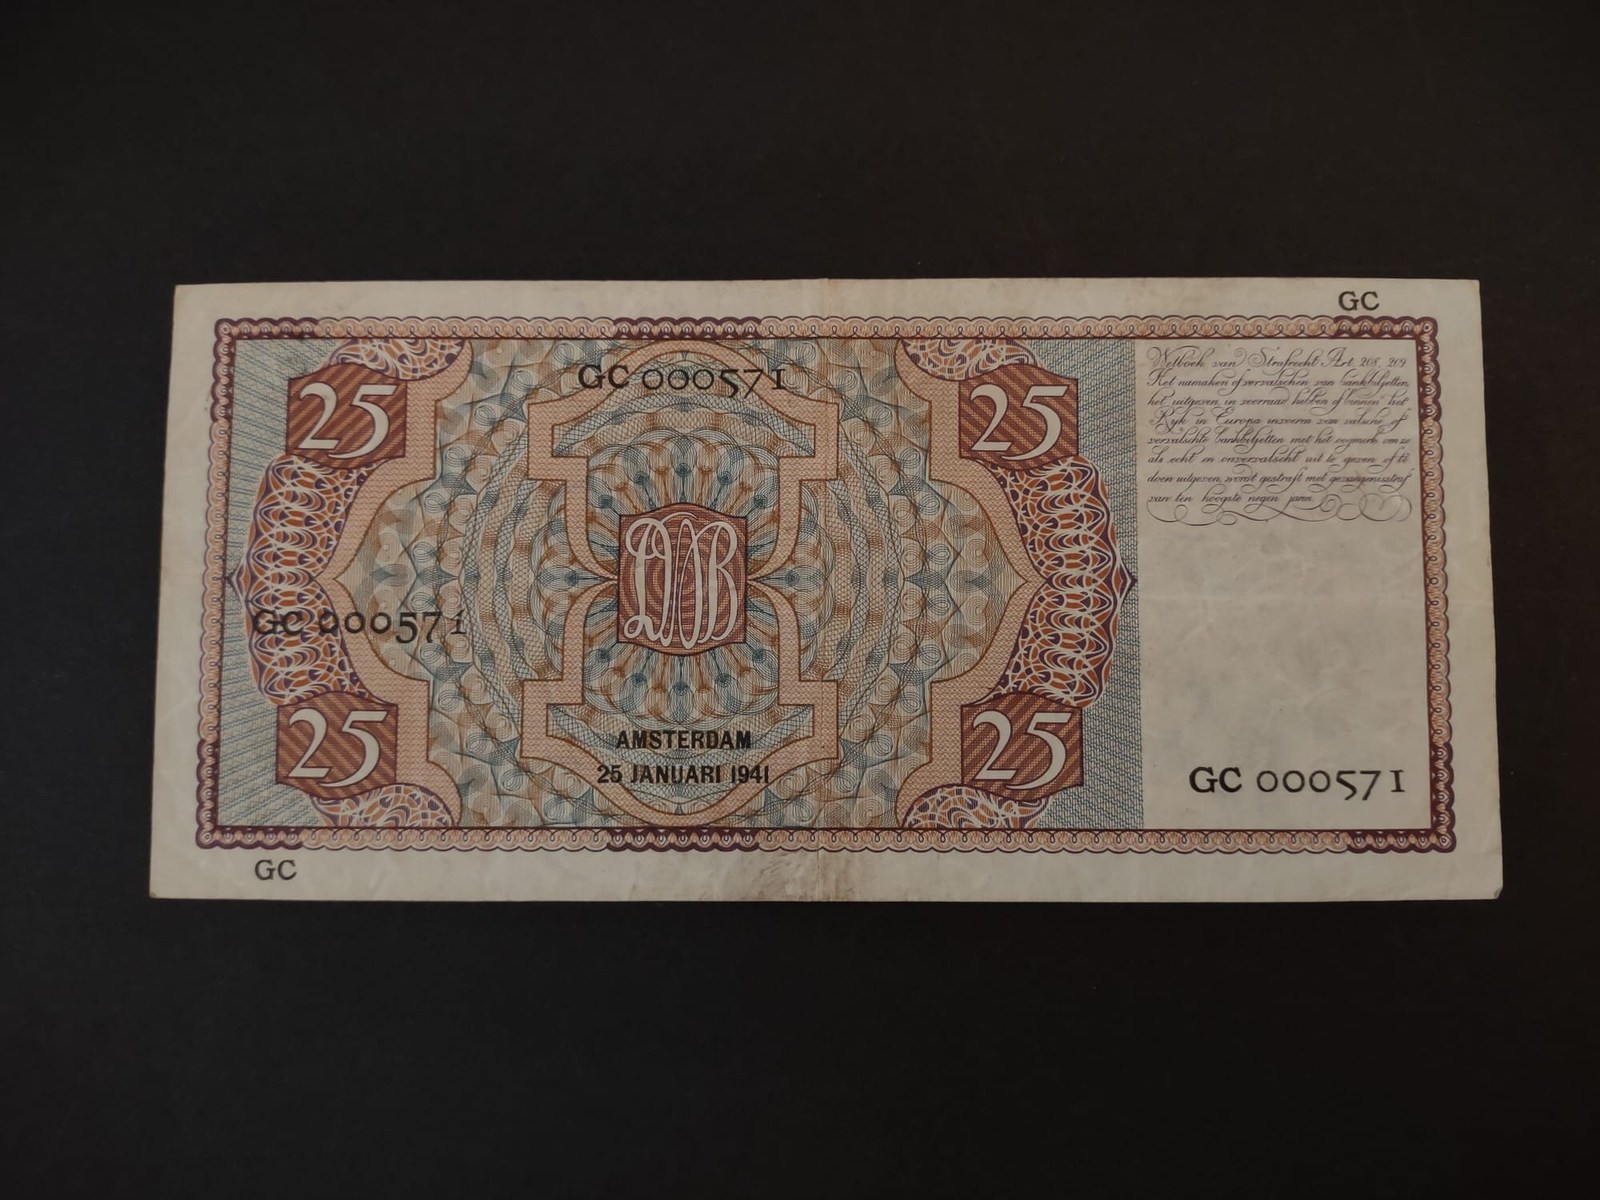 GC
GC 000571
25
25
Wetboek van Strafrecht Art. 208, 209
Het namaken of vervalschen van bankbiljetten,
het uitgeven, in voorraad hebben of binnen het
Rijk in Europa invoeren van valsche of
vervalschte bankbiljetten met het oogmerk om ze
als echt en onvervalscht uit te geven of te
doen uitgeven, wordt gestraft met gevangenisstraf
van ten hoogste negen jaren
DNB
GC 000571
25
25
AMSTERDAM
25 JANUARI 1941
GC 000571
GC